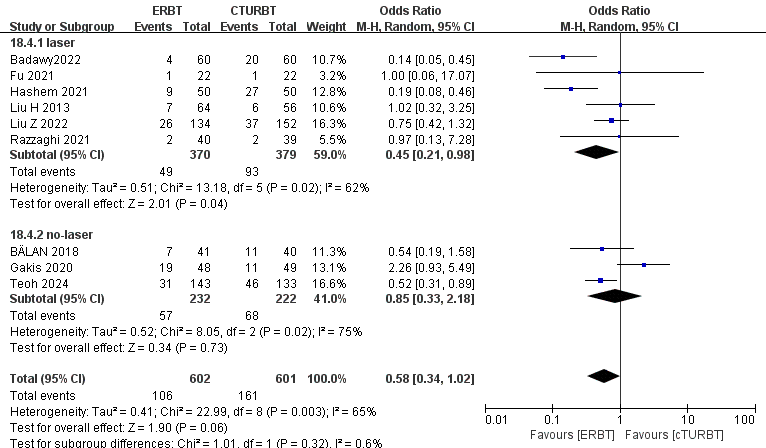 ERBT CTURBT Odds Ratio Odds Ratio
Study or Subgroup Events Total Events Total Weight M-H, Random, 95% CI M-H, Random, 95% CI
18.4.1 laser
Badawy2022 4 60 20 60 10.7% 0.14 [0.05, 0.45]
Fu 2021 1 22 1 22 3.2% 1.00 [0.06, 17.07]
Hashem 2021 9 50 27 50 12.8% 0.19 [0.08, 0.46]
Liu H 2013 7 64 6 56 10.4% 1.02 [0.32, 3.25]
Liu Z 2022 26 134 37 152 16.3% 0.75 [0.42, 1.32]
Razzaghi 2021 2 40 2 39 5.5% 0.97 [0.13, 7.28]
Subtotal (95% CI) 370 379 59.0% 0.45 [0.21, 0.98]
Total events 49 93
Heterogeneity: Tau² = 0.51; Chi² = 13.18, df = 5 (P = 0.02); I² = 62%
Test for overall effect: Z = 2.01 (P = 0.04)
18.4.2 no-laser
BÄLAN 2018 7 41 11 40 11.3% 0.54 [0.19, 1.58]
Gakis 2020 19 48 11 49 13.1% 2.26 [0.93, 5.49]
Teoh 2024 31 143 46 133 16.6% 0.52 [0.31, 0.89]
Subtotal (95% CI) 232 222 41.0% 0.85 [0.33, 2.18]
Total events 57 68
Heterogeneity: Tau² = 0.52; Chi² = 8.05, df = 2 (P = 0.02); I² = 75%
Test for overall effect: Z = 0.34 (P = 0.73)
Total (95% CI) 602 601 100.0% 0.58 [0.34, 1.02]
Total events 106 161
Heterogeneity: Tau² = 0.41; Chi² = 22.99, df = 8 (P = 0.003); I² = 65%
Test for overall effect: Z = 1.90 (P = 0.06)
Test for subgroup differences: Chi² = 1.01, df = 1 (P = 0.32), I² = 0.6%
0.01 0.1 1 10 100
Favours [ERBT] Favours [cTURBT]